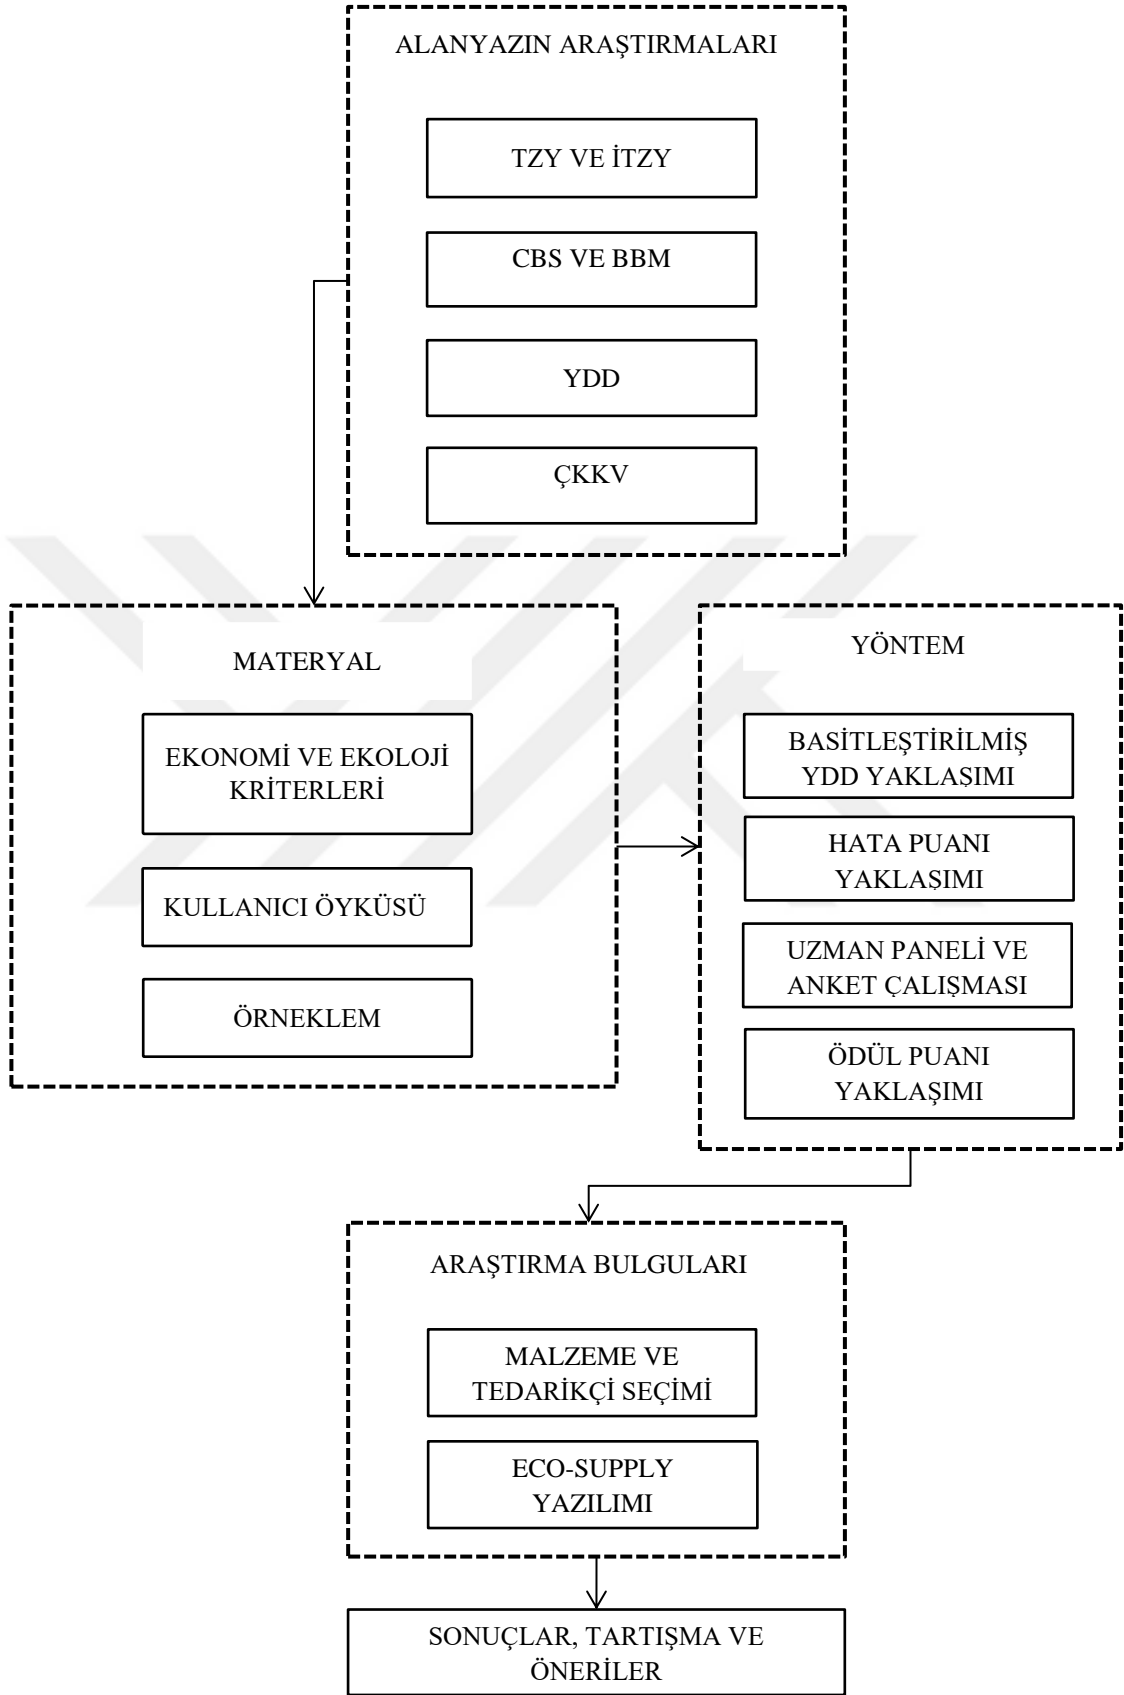 ALANYAZIN ARAŞTIRMALARI
TZY VE İTZY
CBS VE BBM
YDD
ÇKKV
MATERYAL
EKONOMİ VE EKOLOJİ
KRİTERLERİ
KULLANICI ÖYKÜSÜ
ÖRNEKLEM
YÖNTEM
BASİTLEŞTİRİLMİŞ
YDD YAKLAŞIMI
HATA PUANI
YAKLAŞIMI
UZMAN PANELİ VE
ANKET ÇALIŞMASI
ÖDÜL PUANI
YAKLAŞIMI
ARAŞTIRMA BULGULARI
MALZEME VE
TEDARİKÇİ SEÇİMİ
ECO-SUPPLY
YAZILIMI
SONUÇLAR, TARTIŞMA VE
ÖNERİLER